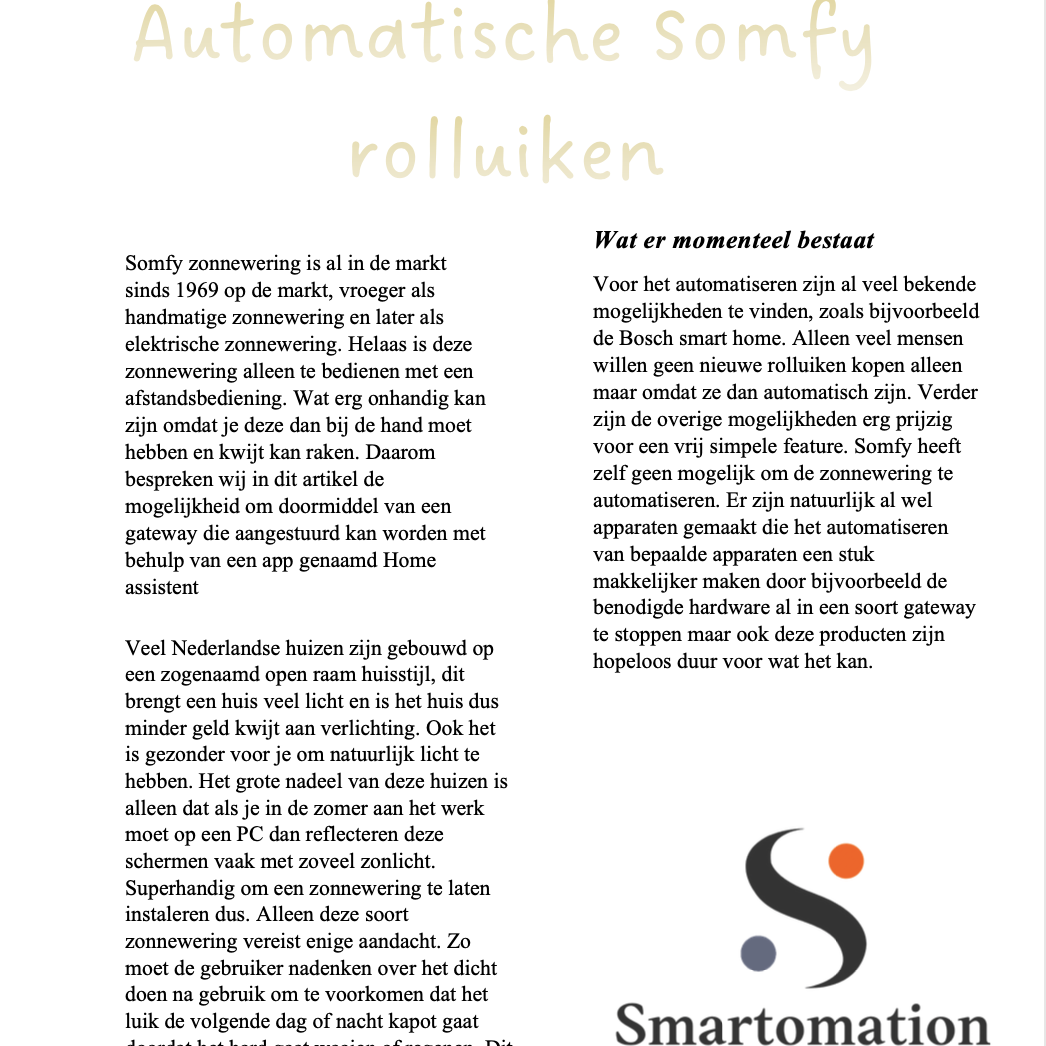 Automatische Somfy
rolluiken
Somfy zonnewering is al in de markt
sinds 1969 op de markt, vroeger als
handmatige zonnewering en later als
elektrische zonnewering. Helaas is deze
zonnewering alleen te bedienen met een
afstandsbediening. Wat erg onhandig kan
zijn omdat je deze dan bij de hand moet
hebben en kwijt kan raken. Daarom
bespreken wij in dit artikel de
mogelijkheid om doormiddel van een
gateway die aangestuurd kan worden met
behulp van een app genaamd Home
assistent
Veel Nederlandse huizen zijn gebouwd op
een zogenaamd open raam huisstijl, dit
brengt een huis veel licht en is het huis dus
minder geld kwijt aan verlichting. Ook het
is gezonder voor je om natuurlijk licht te
hebben. Het grote nadeel van deze huizen is
alleen dat als je in de zomer aan het werk
moet op een PC dan reflecteren deze
schermen vaak met zoveel zonlicht.
Superhandig om een zonnewering te laten
instaleren dus. Alleen deze soort
zonnewering vereist enige aandacht. Zo
moet de gebruiker nadenken over het dicht
doen na gebruik om te voorkomen dat het
luik de volgende dag of nacht kapot gaat
doordat het hard gaat waaien of regenen. Dit
Wat er momenteel bestaat
Voor het automatiseren zijn al veel bekende
mogelijkheden te vinden, zoals bijvoorbeeld
de Bosch smart home. Alleen veel mensen
willen geen nieuwe rolluiken kopen alleen
maar omdat ze dan automatisch zijn. Verder
zijn de overige mogelijkheden erg prijzig
voor een vrij simpele feature. Somfy heeft
zelf geen mogelijk om de zonnewering te
automatiseren. Er zijn natuurlijk al wel
apparaten gemaakt die het automatiseren
van bepaalde apparaten een stuk
makkelijker maken door bijvoorbeeld de
benodigde hardware al in een soort gateway
te stoppen maar ook deze producten zijn
hopeloos duur voor wat het kan.
Smartomation